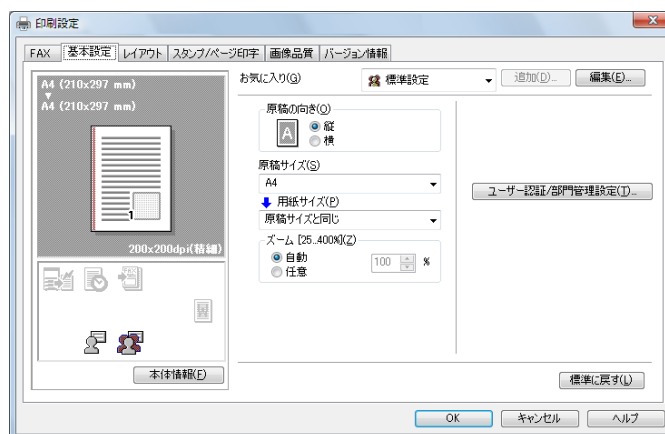 印刷設定
FAX 基本設定 レイアウト スタンプ/ページ印字 画像品質 バージョン情報
A4 (210x297 mm)
A4 (210x297 mm)
1
200x200dpi(精細)
本体情報(F)
お気に入り(Q) 標準設定 追加(D)... 編集(E)...
原稿の向き(O)
A 縦
横
原稿サイズ(S)
A4
用紙サイズ(P)
原稿サイズと同じ
ズーム [25..400%](Z)
自動
任意
100 %
ユーザー認証/部門管理設定(T)...
標準に戻す(L)
OK キャンセル ヘルプ